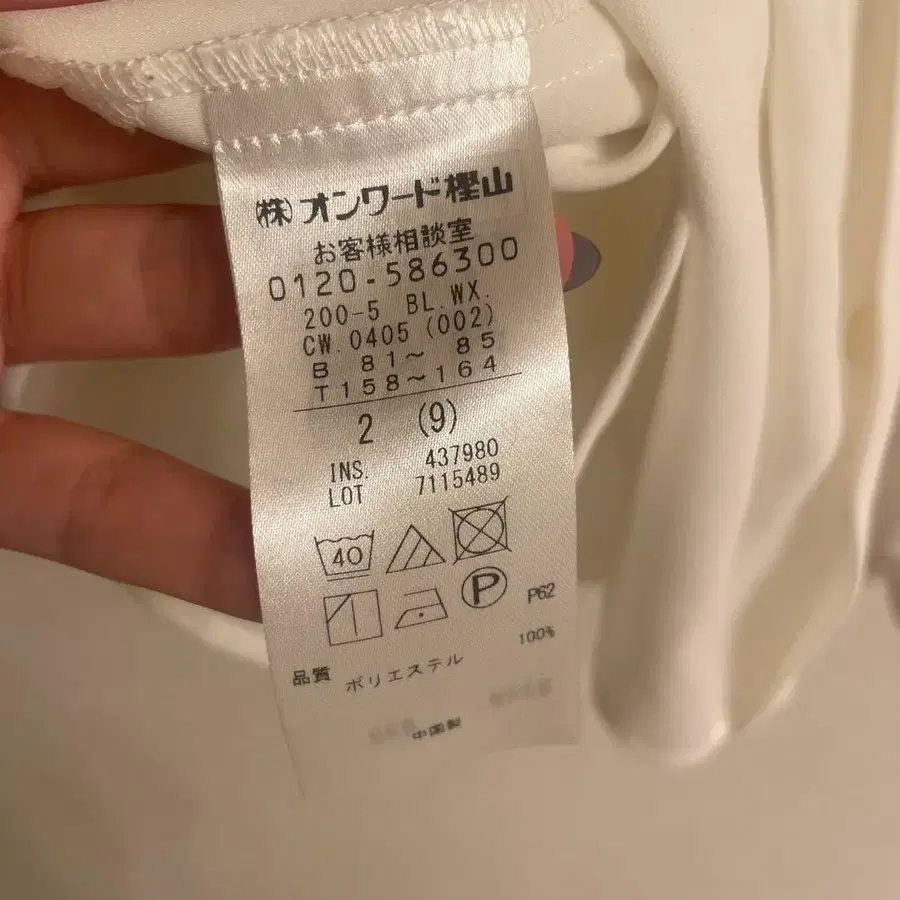 ㈱オンワード樫山
お客様相談室
0120-586300
200-5 BL.WX.
CW.0405 (002)
B 81～ 85
T158～164
2 (9)
INS. 437980
LOT 7115489
40
P P62
品質 ポリエステル 100%
中国製